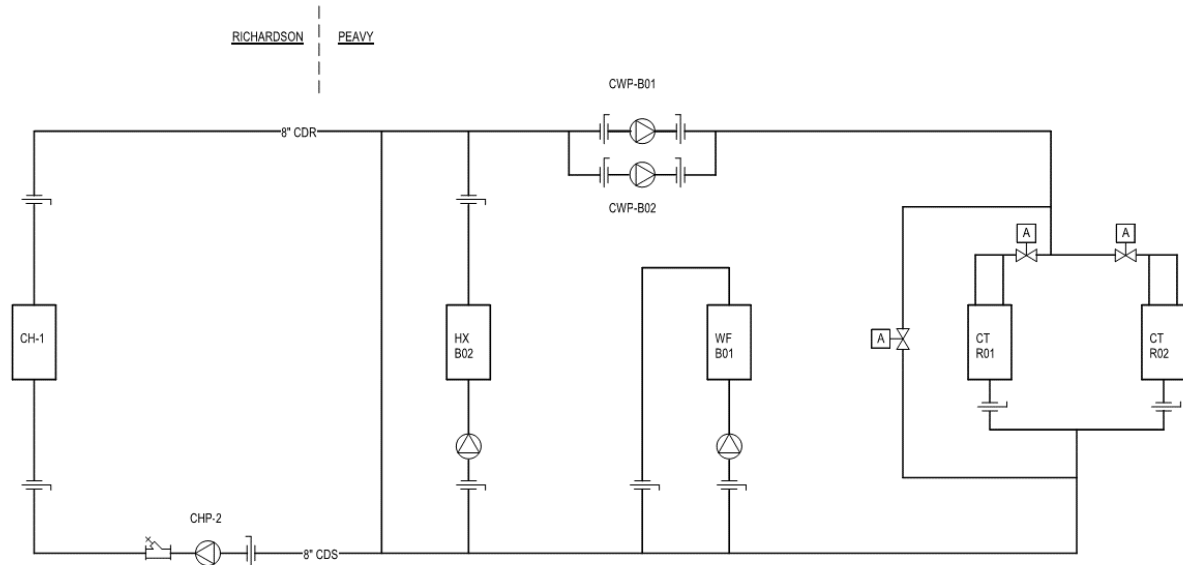 RICHARDSON
PEAVY
CWP-B01
8" CDR
CWP-B02
A
A
A
CH-1
HX
B02
WF
B01
CT
R01
CT
R02
CHP-2
8" CDS